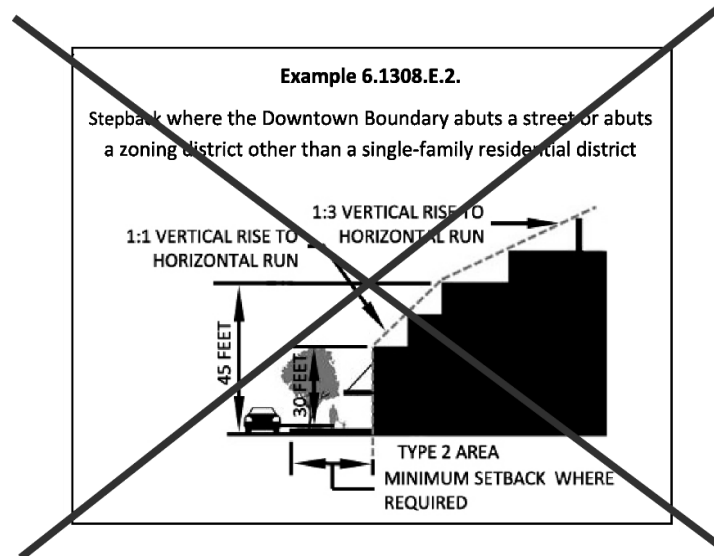 Example 6.1308.E.2.
Stepback where the Downtown Boundary abuts a street or abuts
a zoning district other than a single-family residential district
1:3 VERTICAL RISE TO
HORIZONTAL RUN
1:1 VERTICAL RISE TO
HORIZONTAL RUN
45 FEET
30 FEET
TYPE 2 AREA
MINIMUM SETBACK WHERE
REQUIRED